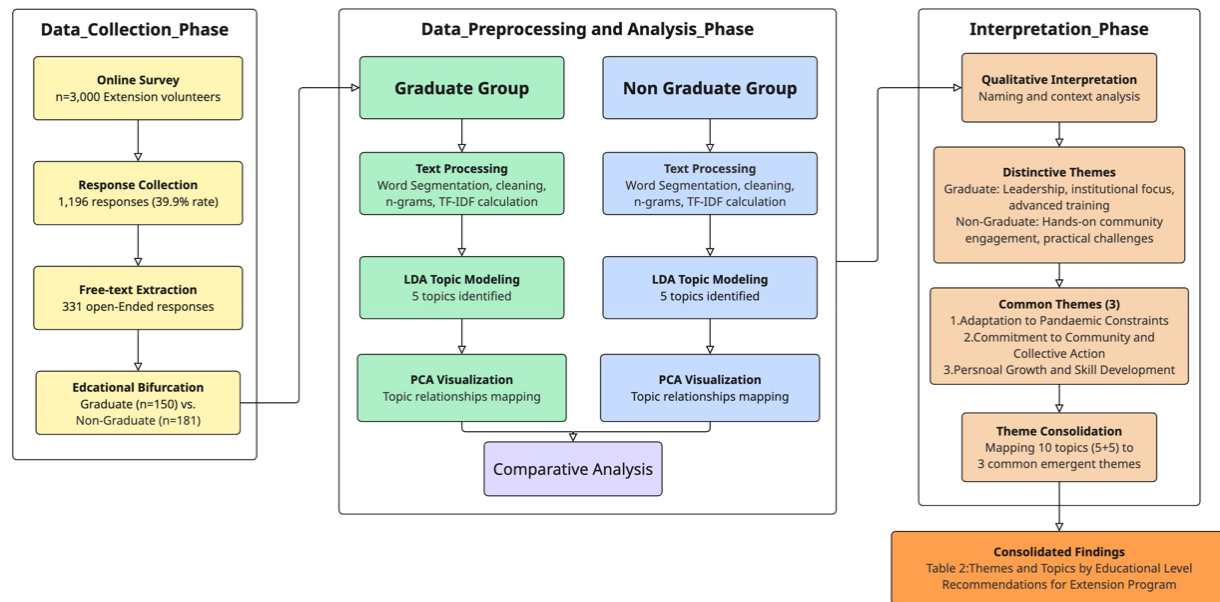 Data_Collection_Phase
Online Survey
n=3,000 Extension volunteers
Response Collection
1,196 responses (39.9% rate)
Free-text Extraction
331 open-Ended responses
Edcational Bifurcation
Graduate (n=150) vs.
Non-Graduate (n=181)
Data_Preprocessing and Analysis_Phase
Graduate Group
Text Processing
Word Segmentation, cleaning,
n-grams, TF-IDF calculation
LDA Topic Modeling
5 topics identified
PCA Visualization
Topic relationships mapping
Non Graduate Group
Text Processing
Word Segmentation, cleaning,
n-grams, TF-IDF calculation
LDA Topic Modeling
5 topics identified
PCA Visualization
Topic relationships mapping
Comparative Analysis
Interpretation_Phase
Qualitative Interpretation
Naming and context analysis
Distinctive Themes
Graduate: Leadership, institutional focus,
advanced training
Non-Graduate: Hands-on community
engagement, practical challenges
Common Themes (3)
1.Adaptation to Pandaemic Constraints
2.Commitment to Community and
Collective Action
3.Persnoal Growth and Skill Development
Theme Consolidation
Mapping 10 topics (5+5) to
3 common emergent themes
Consolidated Findings
Table 2:Themes and Topics by Educational Level
Recommendations for Extension Program